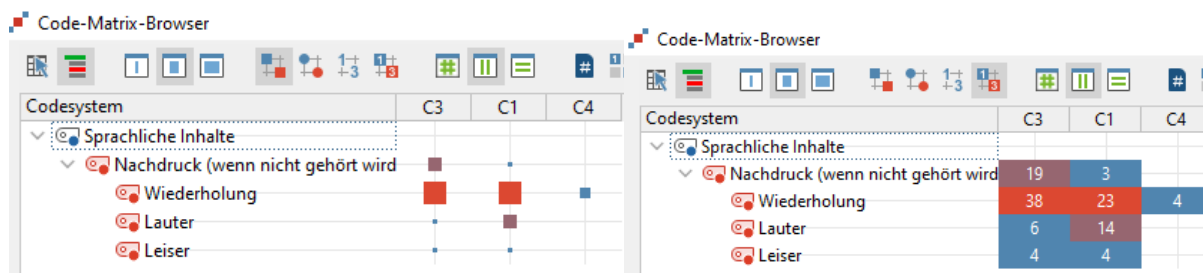 Code-Matrix-Browser
Codesystem C3 C1 C4
Sprachliche Inhalte
Nachdruck (wenn nicht gehört wird
Wiederholung
Lauter
Leiser
Code-Matrix-Browser
Codesystem C3 C1 C4
Sprachliche Inhalte
Nachdruck (wenn nicht gehört wird 19 3
Wiederholung 38 23 4
Lauter 6 14
Leiser 4 4